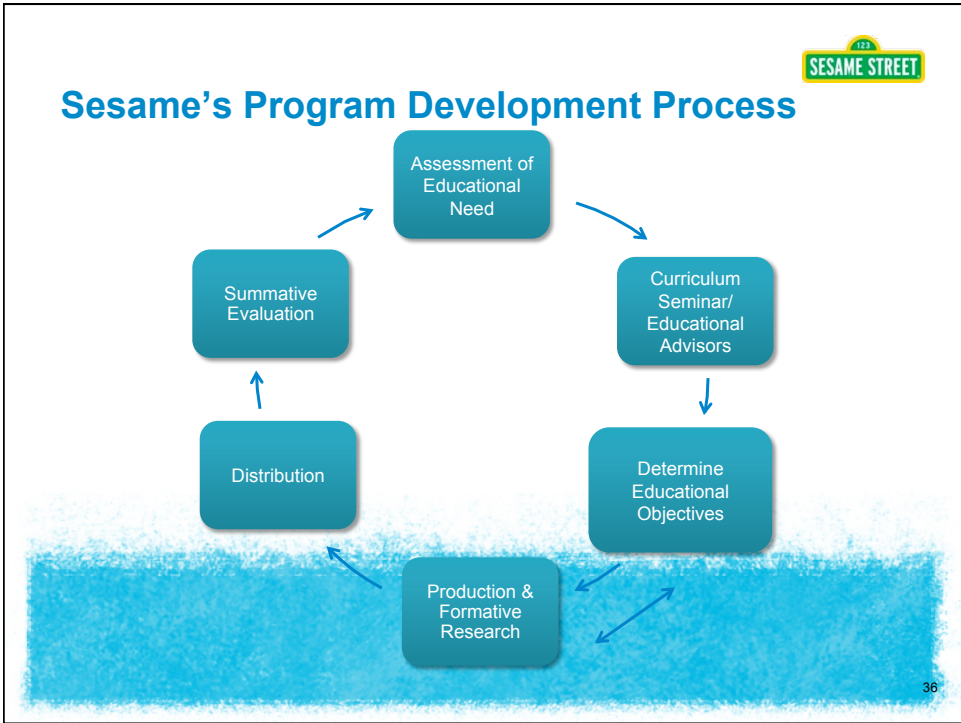 123
SESAME STREET
Sesame's Program Development Process
Assessment of
Educational
Need
Curriculum
Seminar/
Educational
Advisors
Determine
Educational
Objectives
Production &
Formative
Research
Distribution
Summative
Evaluation
36